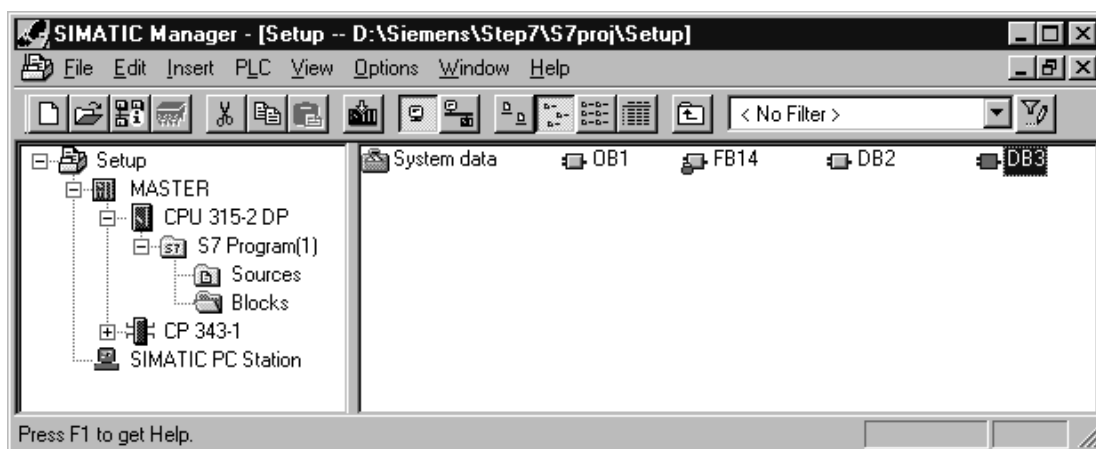 SIMATIC Manager - [Setup -- D:\Siemens\Step7\S7proj\Setup]
File Edit Insert PLC View Options Window Help
< No Filter >
Setup
MASTER
CPU 315-2 DP
S7 Program(1)
Sources
Blocks
CP 343-1
SIMATIC PC Station
System data OB1 FB14 DB2 DB3
Press F1 to get Help.